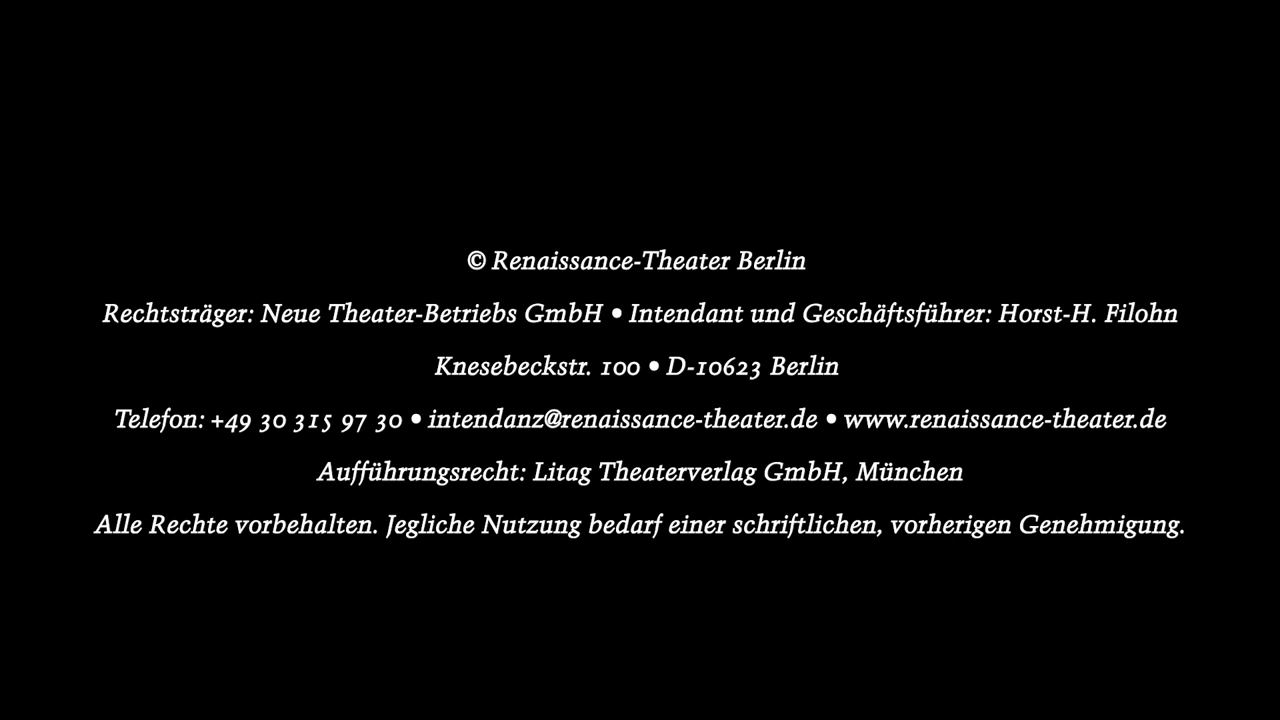 © Renaissance-Theater Berlin
Rechtsträger: Neue Theater-Betriebs GmbH • Intendant und Geschäftsführer: Horst-H. Filohn
Knesebeckstr. 100 • D-10623 Berlin
Telefon: +49 30 315 97 30 • intendanz@renaissance-theater.de • www.renaissance-theater.de
Aufführungsrecht: Litag Theaterverlag GmbH, München
Alle Rechte vorbehalten. Jegliche Nutzung bedarf einer schriftlichen, vorherigen Genehmigung.